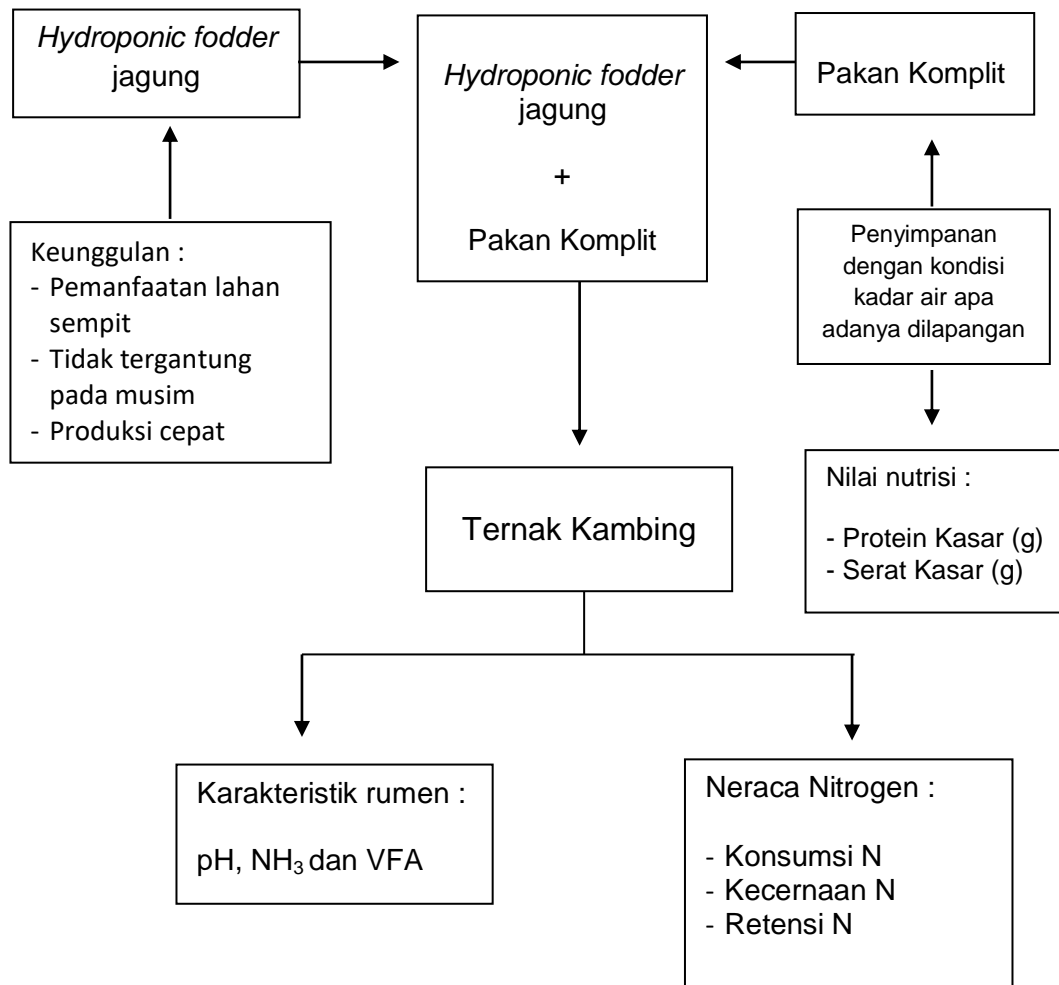 Hydroponic fodder
jagung
Hydroponic fodder
jagung
+
Pakan Komplit
Pakan Komplit
Keunggulan :
- Pemanfaatan lahan
sempit
- Tidak tergantung
pada musim
- Produksi cepat
Penyimpanan
dengan kondisi
kadar air apa
adanya dilapangan
Nilai nutrisi :
- Protein Kasar (g)
- Serat Kasar (g)
Ternak Kambing
Karakteristik rumen :
pH, NH₃ dan VFA
Neraca Nitrogen :
- Konsumsi N
- Kecernaan N
- Retensi N